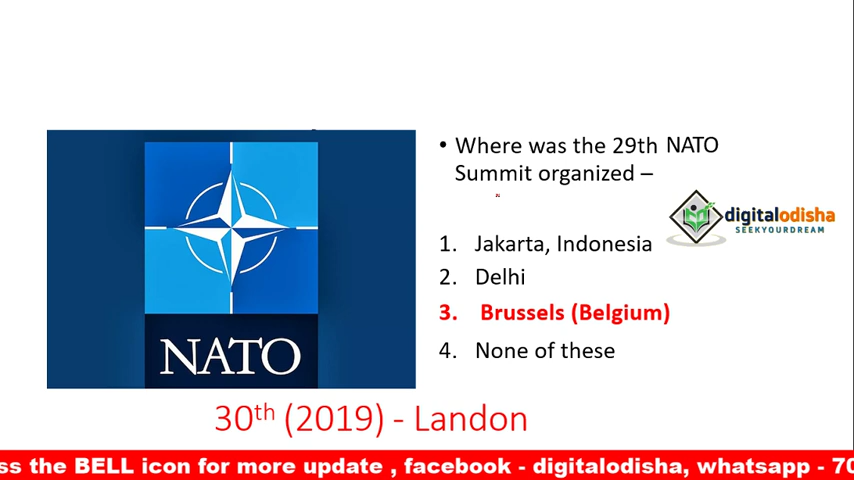 • Where was the 29th NATO
Summit organized –
digitalodisha
SEEKYOURDREAM
1. Jakarta, Indonesia
2. Delhi
3. Brussels (Belgium)
4. None of these
NATO
30th (2019) - Landon
ss the BELL icon for more update , facebook - digitalodisha, whatsapp - 70